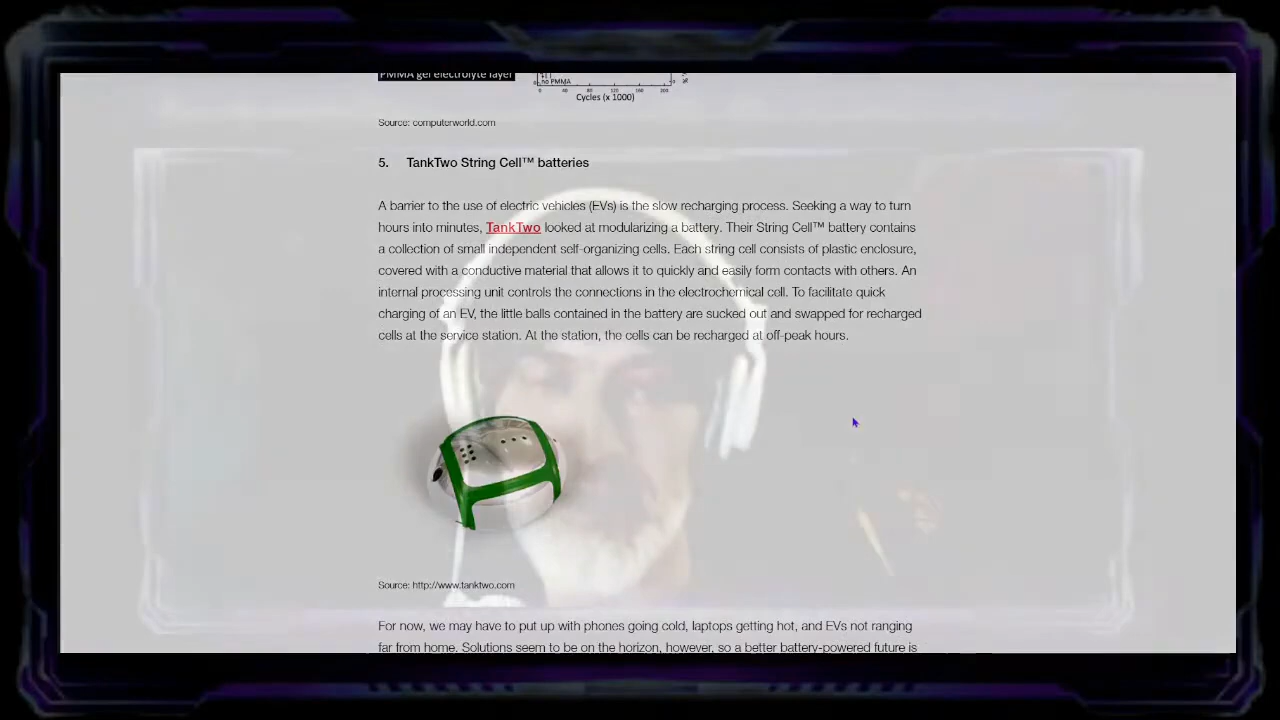 PMMA gel electrolyte layer
no PMMA
0 40 80 120 160 200
Cycles (x 1000)
Source: computerworld.com
5. TankTwo String Cell™ batteries
A barrier to the use of electric vehicles (EVs) is the slow recharging process. Seeking a way to turn
hours into minutes, TankTwo looked at modularizing a battery. Their String Cell™ battery contains
a collection of small independent self-organizing cells. Each string cell consists of plastic enclosure,
covered with a conductive material that allows it to quickly and easily form contacts with others. An
internal processing unit controls the connections in the electrochemical cell. To facilitate quick
charging of an EV, the little balls contained in the battery are sucked out and swapped for recharged
cells at the service station. At the station, the cells can be recharged at off-peak hours.
Source: http://www.tanktwo.com
For now, we may have to put up with phones going cold, laptops getting hot, and EVs not ranging
far from home. Solutions seem to be on the horizon, however, so a better battery-powered future is